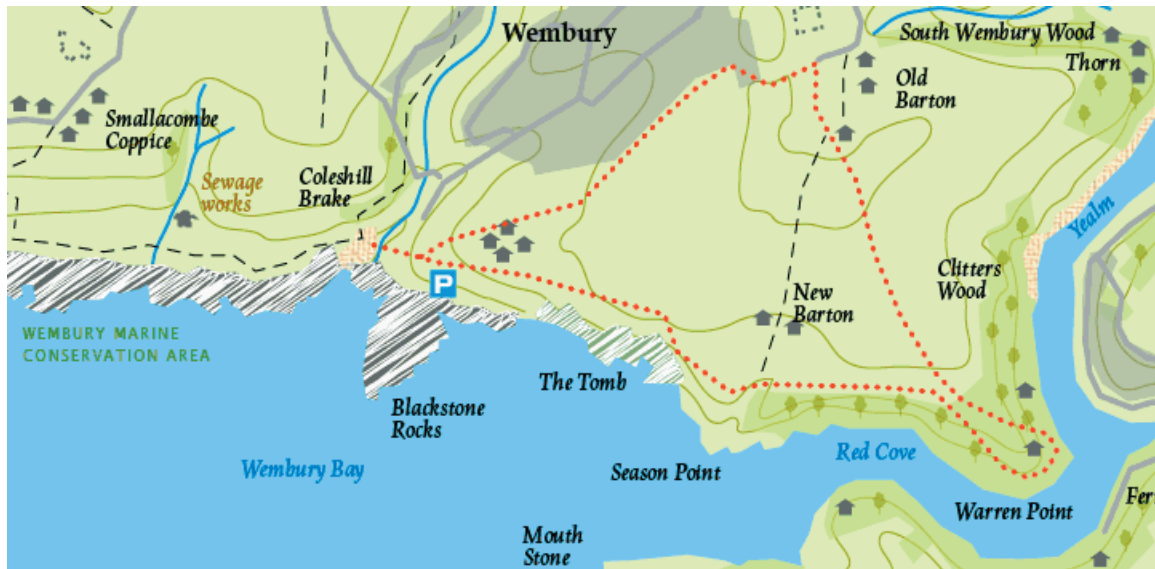 Wembury
South Wembury Wood
Thorn
Old
Barton
Smallacombe
Coppice
Coleshill
Brake
Sewage
works
Yealm
Clitters
Wood
New
Barton
P
WEMBURY MARINE
CONSERVATION AREA
The Tomb
Blackstone
Rocks
Red Cove
Wembury Bay
Season Point
Warren Point
Fer
Mouth
Stone